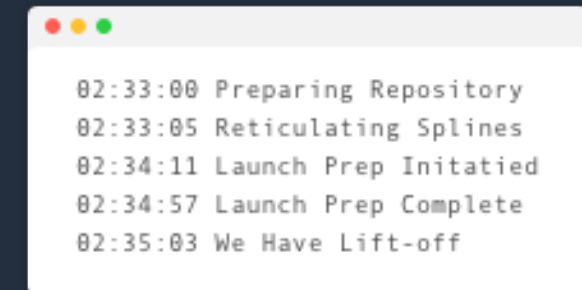 02:33:00 Preparing Repository
02:33:05 Reticulating Splines
02:34:11 Launch Prep Initatied
02:34:57 Launch Prep Complete
02:35:03 We Have Lift-off